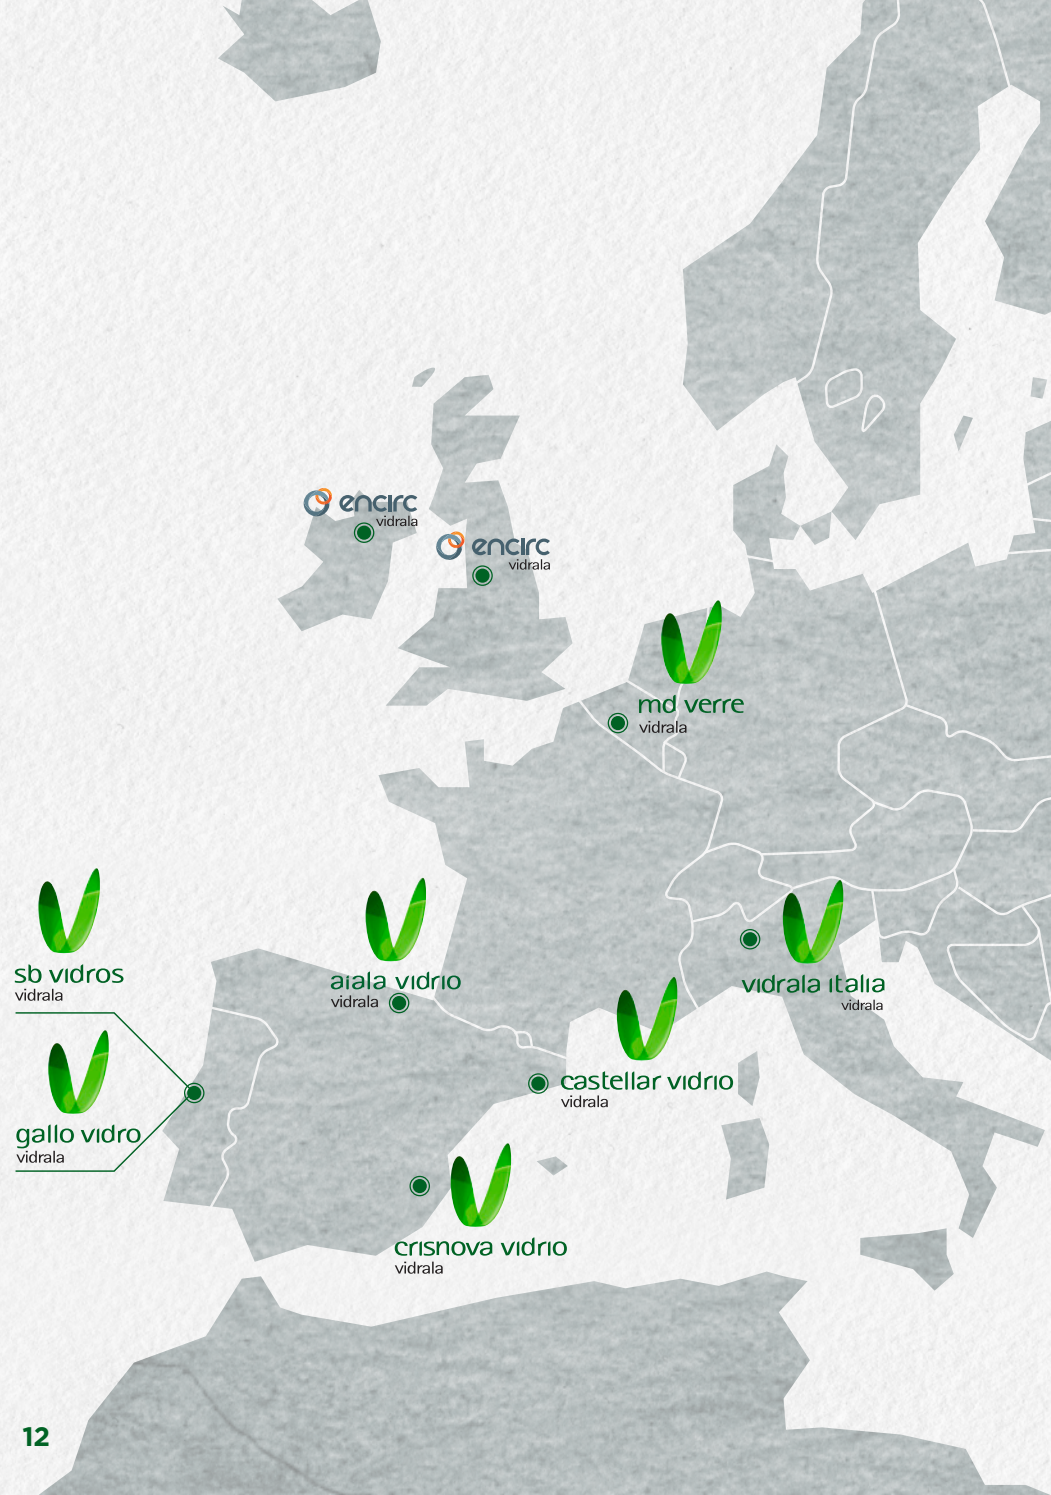 encirc
vidrala
encirc
vidrala
md verre
vidrala
sb vidros
vidrala
aiala vidrio
vidrala
vidrala italia
vidrala
gallo vidro
vidrala
castellar vidrio
vidrala
crisnova vidrio
vidrala
12